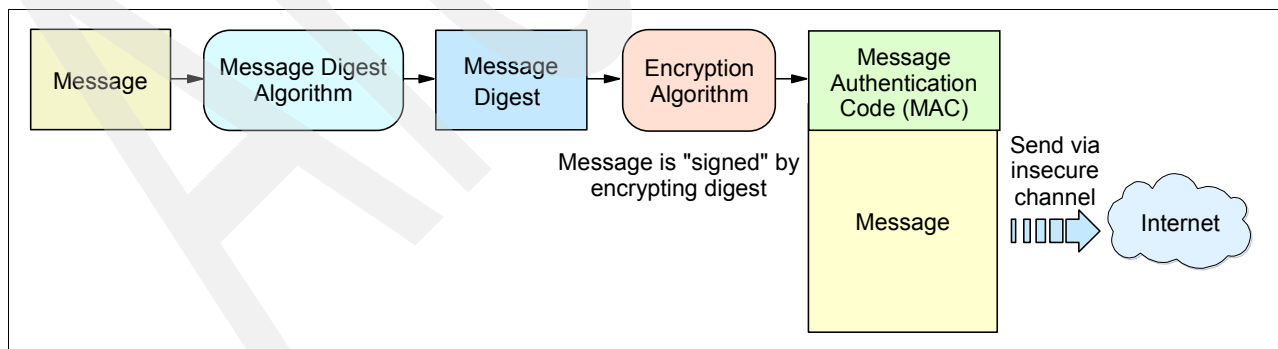 Message
Message Digest
Algorithm
Message
Digest
Encryption
Algorithm
Message
Authentication
Code (MAC)
Message is "signed" by
encrypting digest
Message
Send via
insecure
channel
Internet